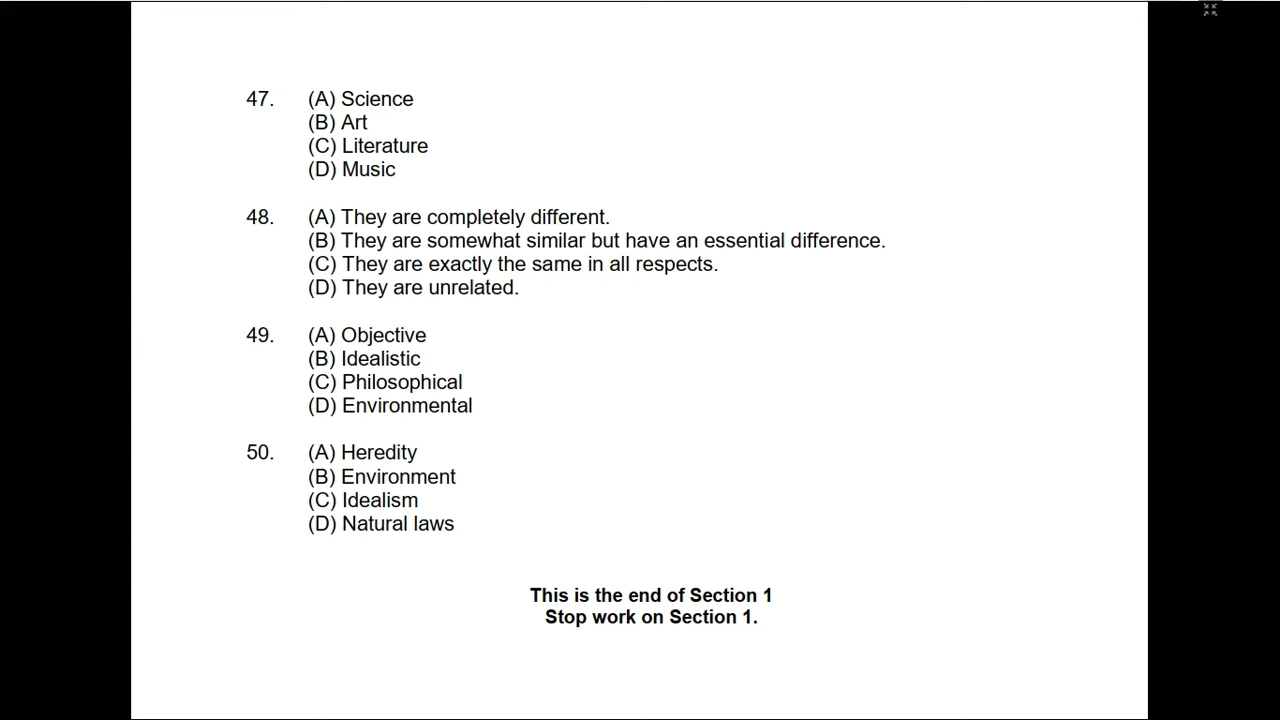 47. (A) Science
(B) Art
(C) Literature
(D) Music
48. (A) They are completely different.
(B) They are somewhat similar but have an essential difference.
(C) They are exactly the same in all respects.
(D) They are unrelated.
49. (A) Objective
(B) Idealistic
(C) Philosophical
(D) Environmental
50. (A) Heredity
(B) Environment
(C) Idealism
(D) Natural laws
This is the end of Section 1
Stop work on Section 1.